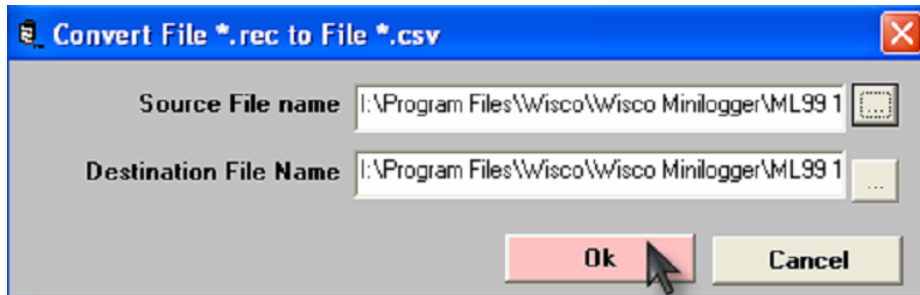 Convert File *.rec to File *.csv
Source File name I:\Program Files\Wisco\Wisco Minilogger\ML99 1 ...
Destination File Name I:\Program Files\Wisco\Wisco Minilogger\ML99 1 ...
Ok Cancel